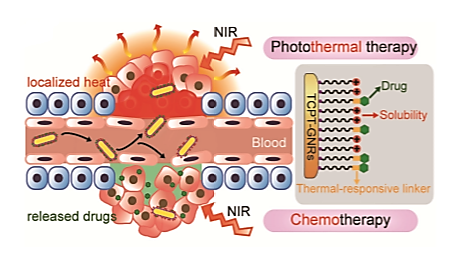 NIR
Photothermal therapy
localized heat
Drug
TCPT-GNRs
Solubility
Blood
Thermal-responsive linker
released drugs
NIR
Chemotherapy